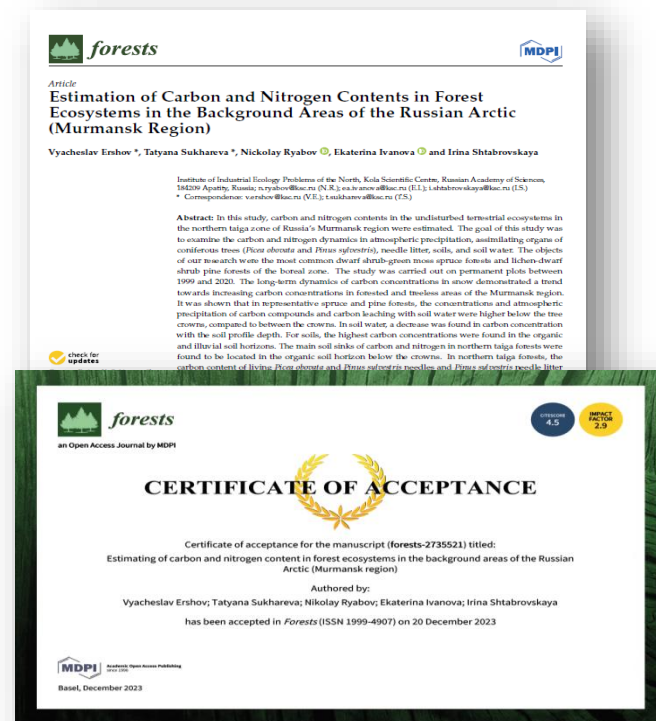 forests
MDPI
Article
Estimation of Carbon and Nitrogen Contents in Forest
Ecosystems in the Background Areas of the Russian Arctic
(Murmansk Region)
Vyacheslav Ershov *, Tatyana Sukhareva *, Nickolay Ryabov, Ekaterina Ivanova and Irina Shtabrovskaya
Institute of Industrial Ecology Problems of the North, Kola Scientific Centre, Russian Academy of Sciences,
184209 Apatity, Russia; n.ryabov@ksc.ru (N.R.); ea.ivanova@ksc.ru (E.I.); i.shtabrovskaya@ksc.ru (I.S.)
* Correspondence: v.ershov@ksc.ru (V.E.); t.sukhareva@ksc.ru (T.S.)
Abstract: In this study, carbon and nitrogen contents in the undisturbed terrestrial ecosystems in
the northern taiga zone of Russia's Murmansk region were estimated. The goal of this study was
to examine the carbon and nitrogen dynamics in atmospheric precipitation, assimilating organs of
coniferous trees (Picea obovata and Pinus sylvestris), needle litter, soils, and soil water. The objects
of our research were the most common dwarf shrub-green moss spruce forests and lichen-dwarf
shrub pine forests of the boreal zone. The study was carried out on permanent plots between
1999 and 2020. The long-term dynamics of carbon concentrations in snow demonstrated a trend
towards increasing carbon concentrations in forested and treeless areas of the Murmansk region.
It was shown that in representative spruce and pine forests, the concentrations and atmospheric
precipitation of carbon compounds and carbon leaching with soil water were higher below the tree
crowns, compared to between the crowns. In soil water, a decrease was found in carbon concentration
with the soil profile depth. For soils, the highest carbon concentrations were found in the organic
and illuvial soil horizons. The main soil sinks of carbon and nitrogen in northern taiga forests were
check for
updates
found to be located in the organic soil horizon below the crowns. In northern taiga forests, the
carbon content of living Picea obovata and Pinus sylvestris needles and Pinus sylvestris needle litter
forests
an Open Access Journal by MDPI
CITESCORE
4.5
IMPACT
FACTOR
2.9
CERTIFICATE OF ACCEPTANCE
Certificate of acceptance for the manuscript (forests-2735521) titled:
Estimating of carbon and nitrogen content in forest ecosystems in the background areas of the Russian
Arctic (Murmansk region)
Authored by:
Vyacheslav Ershov; Tatyana Sukhareva; Nikolay Ryabov; Ekaterina Ivanova; Irina Shtabrovskaya
has been accepted in Forests (ISSN 1999-4907) on 20 December 2023
MDPI
Academic Open Access Publishing
since 1996
Basel, December 2023